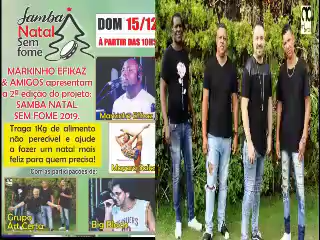 Samba
Natal
Sem
fome
DOM 15/12
À PARTIR DAS 10HS
MARKINHO EFIKAZ
& AMIGOS apresentam
a 2ª edição do projeto:
SAMBA NATAL
SEM FOME 2019.
Traga 1Kg de alimento
não perecível e ajude
a fazer um natal mais
feliz para quem precisa!
Com as participações de:
Markinho Efikaz
Grupo
Art Certa
Big